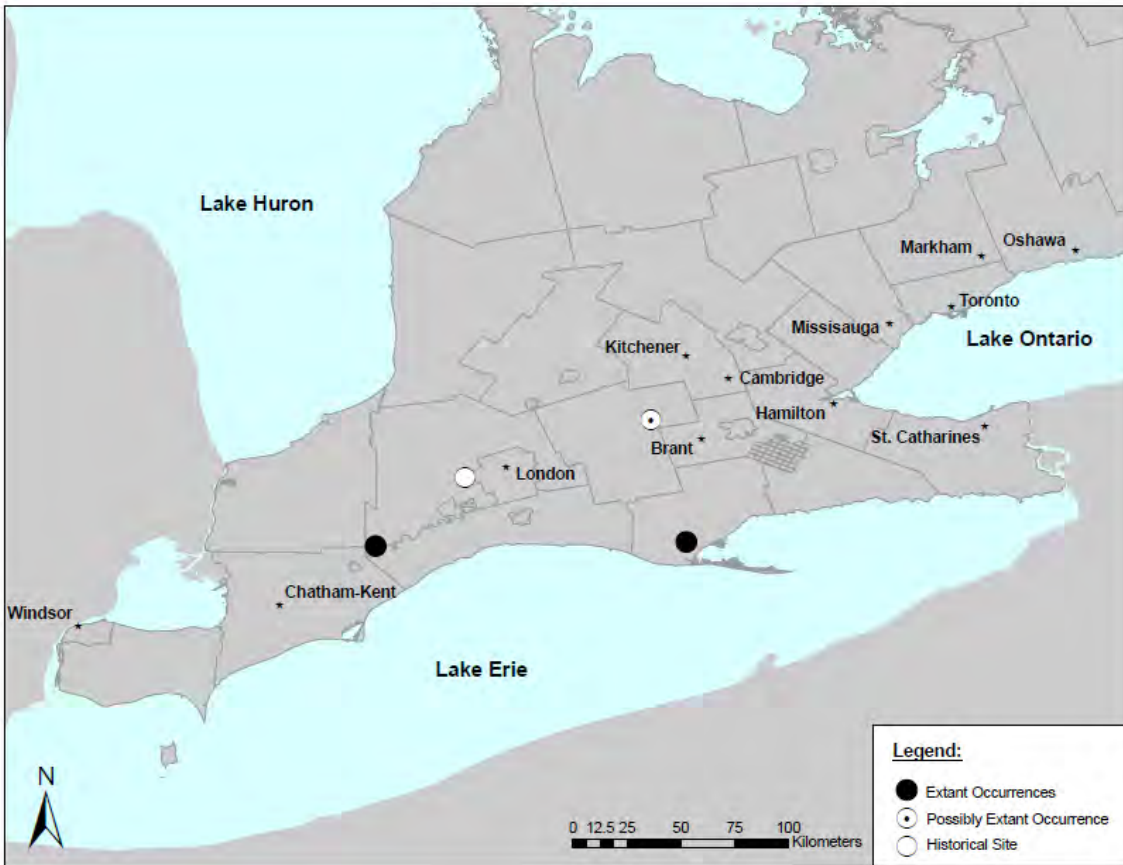 Lake Huron
Markham
Oshawa
Toronto
Missisauga
Lake Ontario
Kitchener
Cambridge
Hamilton
Brant
St. Catharines
London
Chatham-Kent
Windsor
Lake Erie
N
0 12.5 25 50 75 100
Kilometers
Legend:
Extant Occurrences
Possibly Extant Occurrence
Historical Site